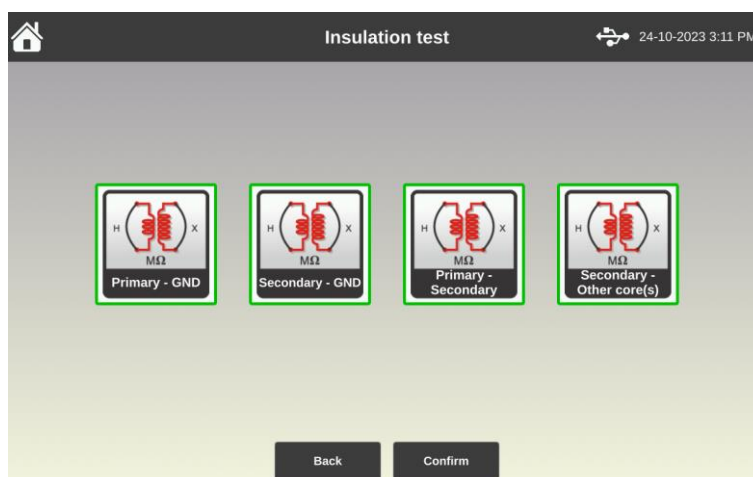 Insulation test
24-10-2023 3:11 PM
H X
MΩ
Primary - GND
H X
MΩ
Secondary - GND
H X
MΩ
Primary -
Secondary
H X
MΩ
Secondary -
Other core(s)
Back
Confirm